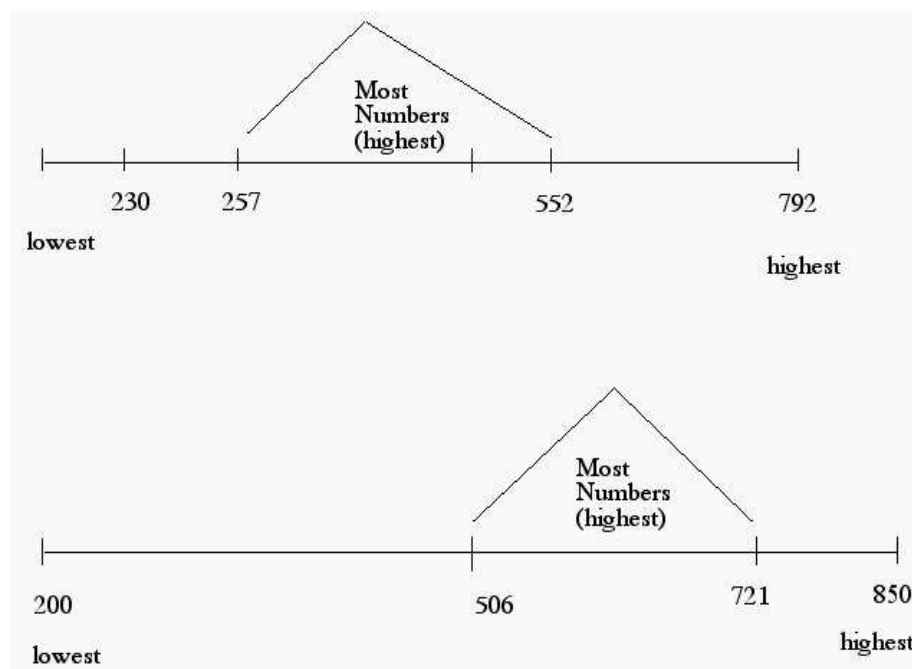 Most
Numbers
(highest)
230 257 552 792
lowest
highest
Most
Numbers
(highest)
200 506 721 850
lowest highest